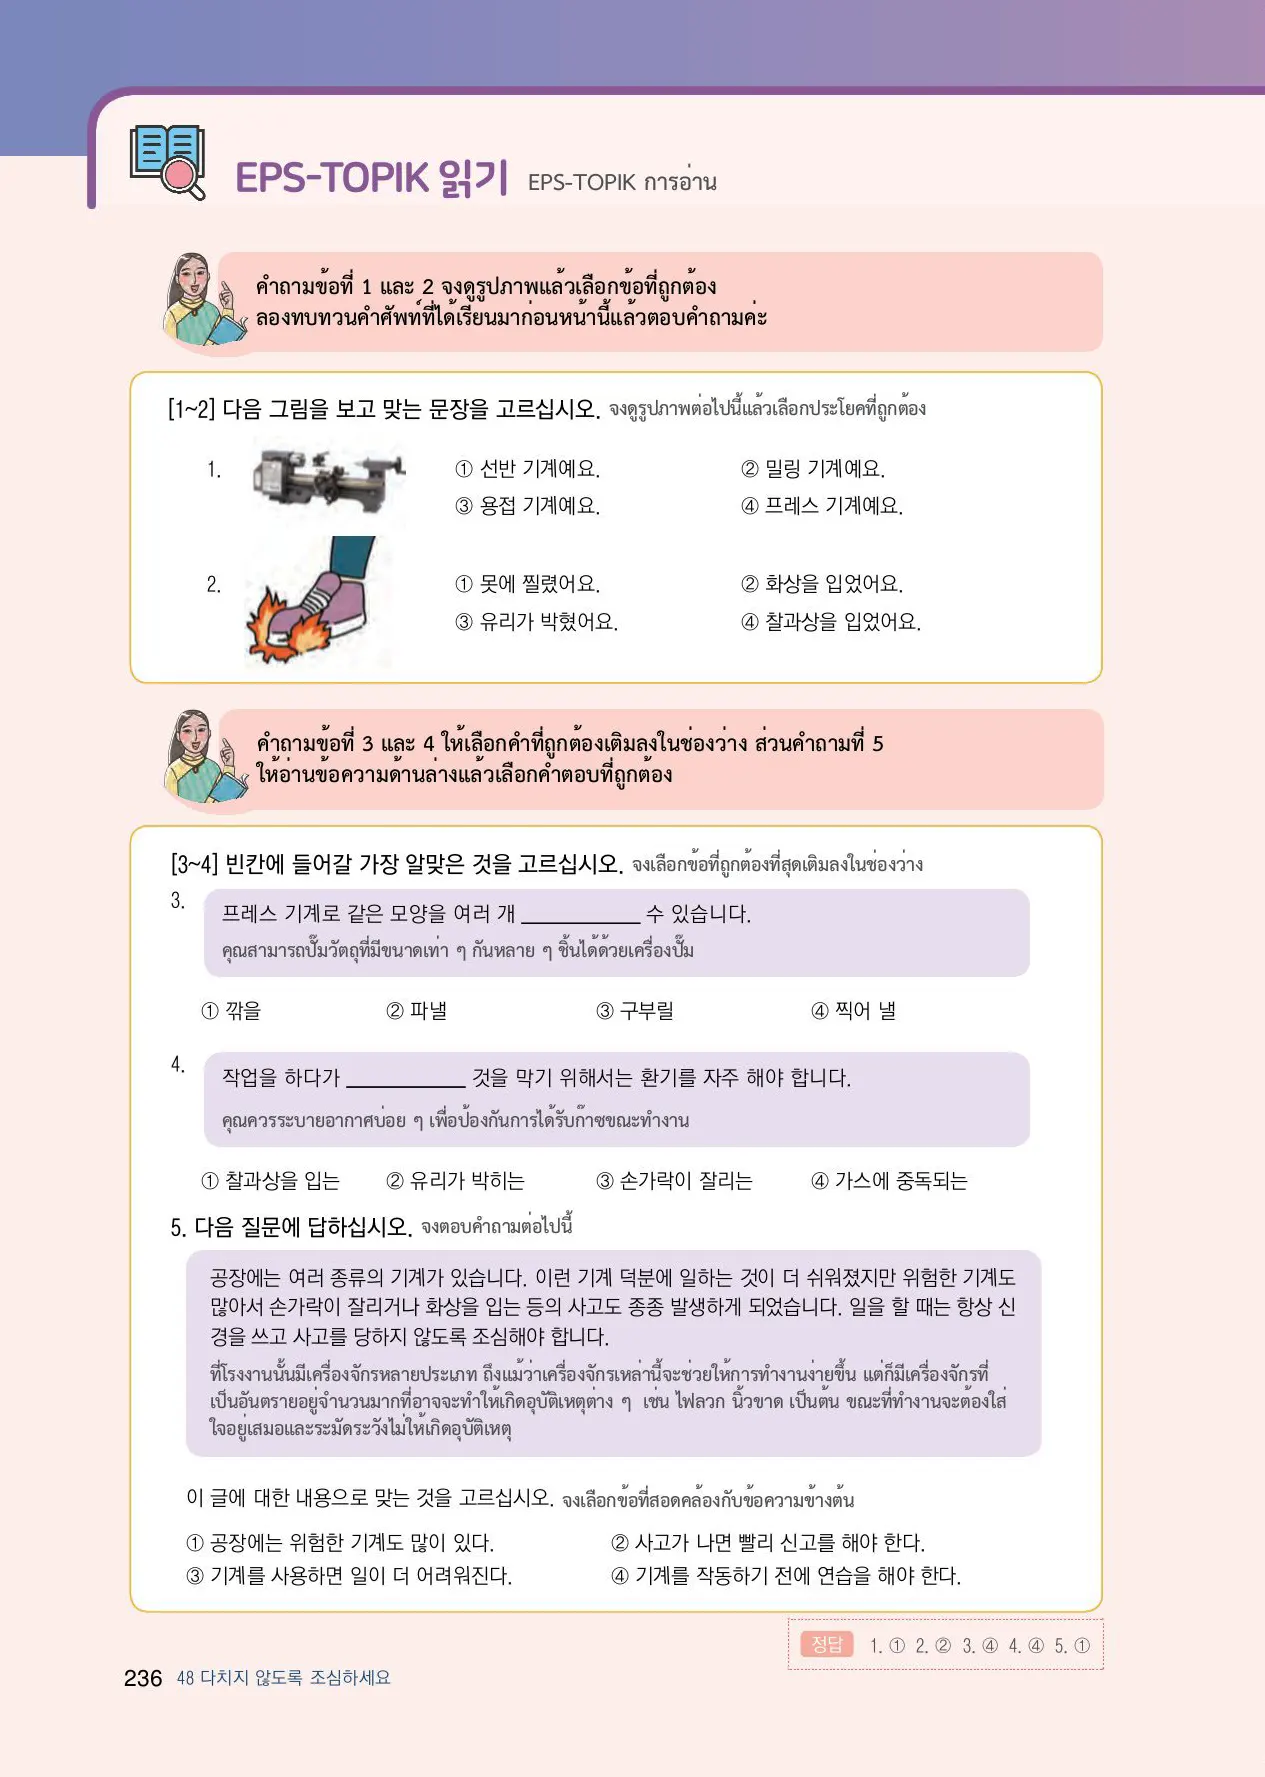 EPS-TOPIK 읽기 EPS-TOPIK การอ่าน
คำถามข้อที่ 1 และ 2 จงดูรูปภาพแล้วเลือกข้อที่ถูกต้อง
ลองทบทวนคำศัพท์ที่ได้เรียนมาก่อนหน้านี้แล้วตอบคำถามค่ะ
[1~2] 다음 그림을 보고 맞는 문장을 고르십시오. จงดูรูปภาพต่อไปนี้แล้วเลือกประโยคที่ถูกต้อง
1. ① 선반 기계예요. ② 밀링 기계예요.
③ 용접 기계예요. ④ 프레스 기계예요.
2. ① 못에 찔렸어요. ② 화상을 입었어요.
③ 유리가 박혔어요. ④ 찰과상을 입었어요.
คำถามข้อที่ 3 และ 4 ให้เลือกคำที่ถูกต้องเติมลงในช่องว่าง ส่วนคำถามที่ 5
ให้อ่านข้อความด้านล่างแล้วเลือกคำตอบที่ถูกต้อง
[3~4] 빈칸에 들어갈 가장 알맞은 것을 고르십시오. จงเลือกข้อที่ถูกต้องที่สุดเติมลงในช่องว่าง
3. 프레스 기계로 같은 모양을 여러 개 ____________ 수 있습니다.
คุณสามารถปั๊มวัตถุที่มีขนาดเท่า ๆ กันหลาย ๆ ชิ้นได้ด้วยเครื่องปั๊ม
① 깎을 ② 파낼 ③ 구부릴 ④ 찍어 낼
4. 작업을 하다가 ____________ 것을 막기 위해서는 환기를 자주 해야 합니다.
คุณควรระบายอากาศบ่อย ๆ เพื่อป้องกันการได้รับก๊าซขณะทำงาน
① 찰과상을 입는 ② 유리가 박히는 ③ 손가락이 잘리는 ④ 가스에 중독되는
5. 다음 질문에 답하십시오. จงตอบคำถามต่อไปนี้
공장에는 여러 종류의 기계가 있습니다. 이런 기계 덕분에 일하는 것이 더 쉬워졌지만 위험한 기계도
많아서 손가락이 잘리거나 화상을 입는 등의 사고도 종종 발생하게 되었습니다. 일을 할 때는 항상 신
경을 쓰고 사고를 당하지 않도록 조심해야 합니다.
ที่โรงงานนั้นมีเครื่องจักรหลายประเภท ถึงแม้ว่าเครื่องจักรเหล่านี้จะช่วยให้การทำงานง่ายขึ้น แต่ก็มีเครื่องจักรที่
เป็นอันตรายอยู่จำนวนมากที่อาจจะทำให้เกิดอุบัติเหตุต่าง ๆ เช่น ไฟลวก นิ้วขาด เป็นต้น ขณะที่ทำงานจะต้องใส่
ใจอยู่เสมอและระมัดระวังไม่ให้เกิดอุบัติเหตุ
이 글에 대한 내용으로 맞는 것을 고르십시오. จงเลือกข้อที่สอดคล้องกับข้อความข้างต้น
① 공장에는 위험한 기계도 많이 있다. ② 사고가 나면 빨리 신고를 해야 한다.
③ 기계를 사용하면 일이 더 어려워진다. ④ 기계를 작동하기 전에 연습을 해야 한다.
정답 1. ① 2. ② 3. ④ 4. ④ 5. ①
236 48 다치지 않도록 조심하세요